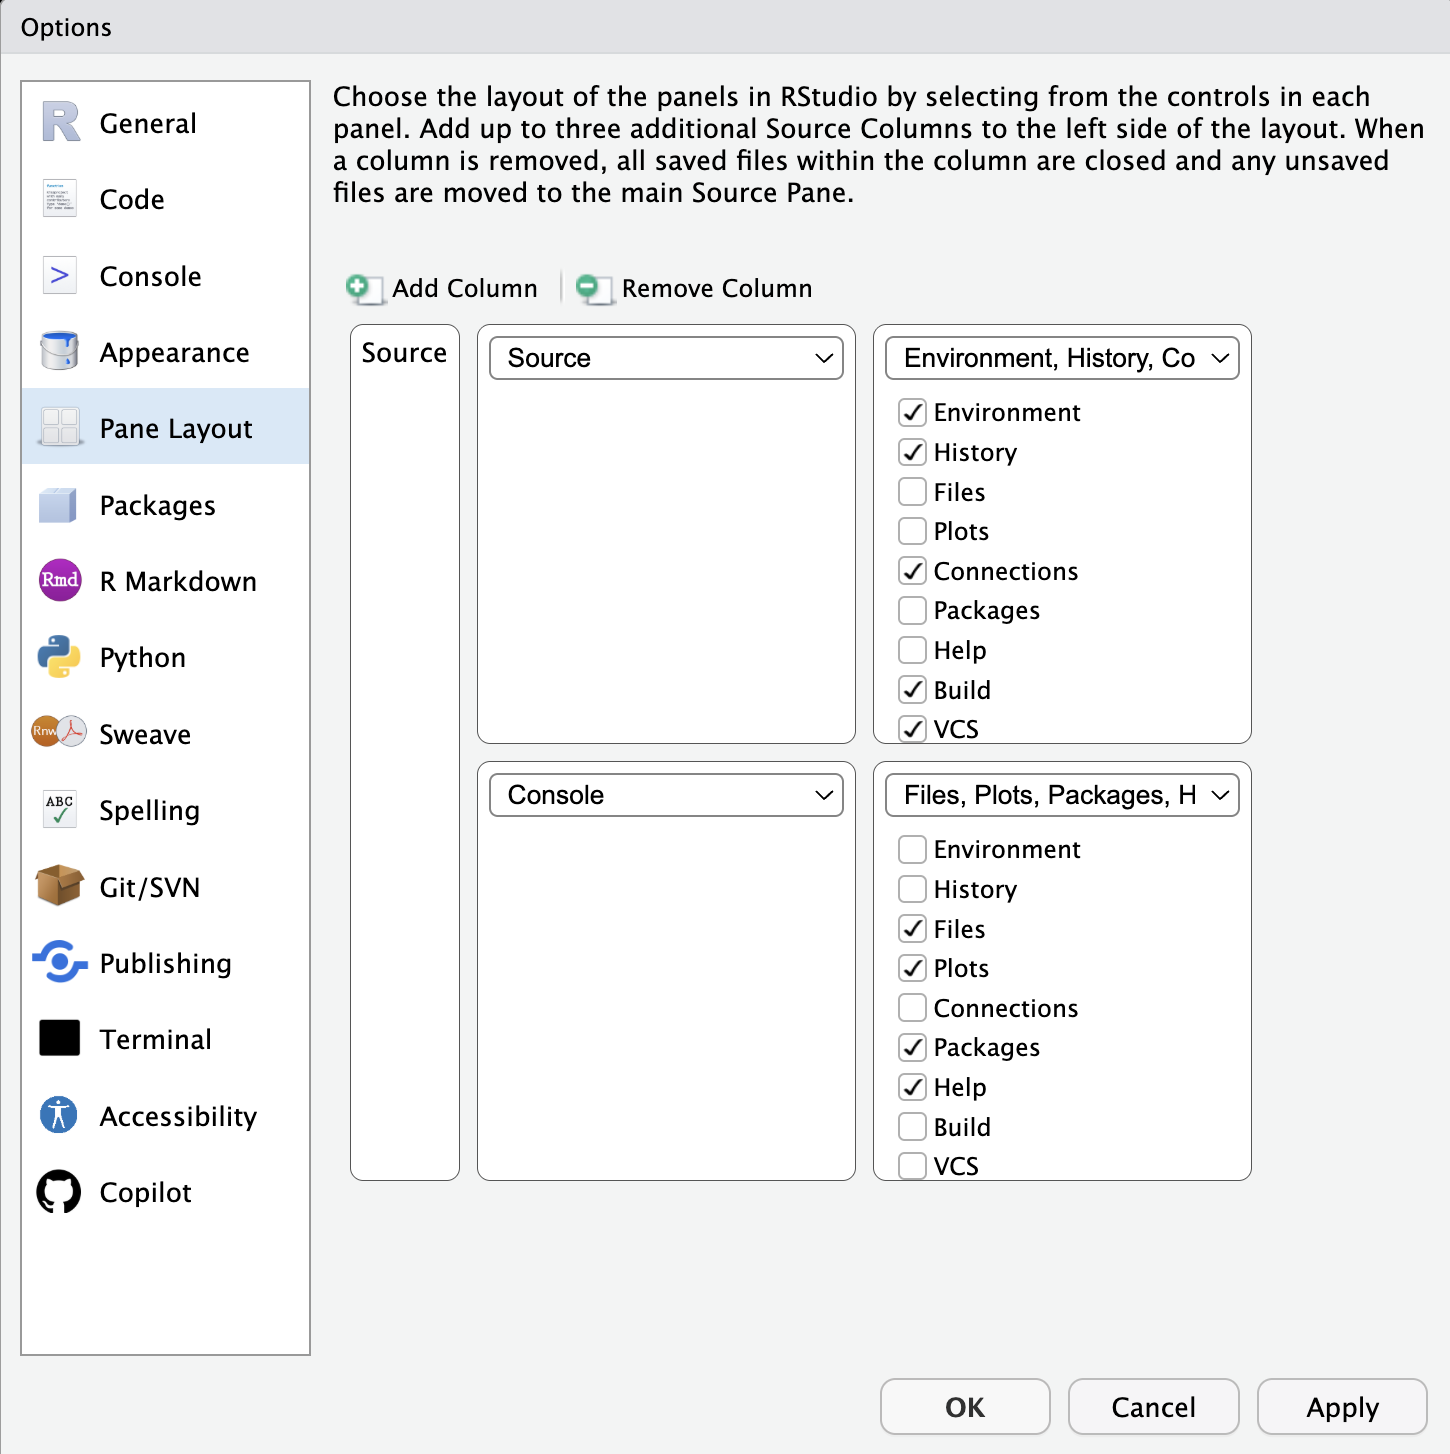 Options
General
Code
Console
Appearance
Pane Layout
Packages
Rmd R Markdown
Python
Rnw Sweave
ABC Spelling
Git/SVN
Publishing
Terminal
Accessibility
Copilot
Choose the layout of the panels in RStudio by selecting from the controls in each
panel. Add up to three additional Source Columns to the left side of the layout. When
a column is removed, all saved files within the column are closed and any unsaved
files are moved to the main Source Pane.
Add Column
Remove Column
Source
Source
Environment, History, Co
Environment
History
Files
Plots
Connections
Packages
Help
Build
VCS
Console
Files, Plots, Packages, H
Environment
History
Files
Plots
Connections
Packages
Help
Build
VCS
OK
Cancel
Apply